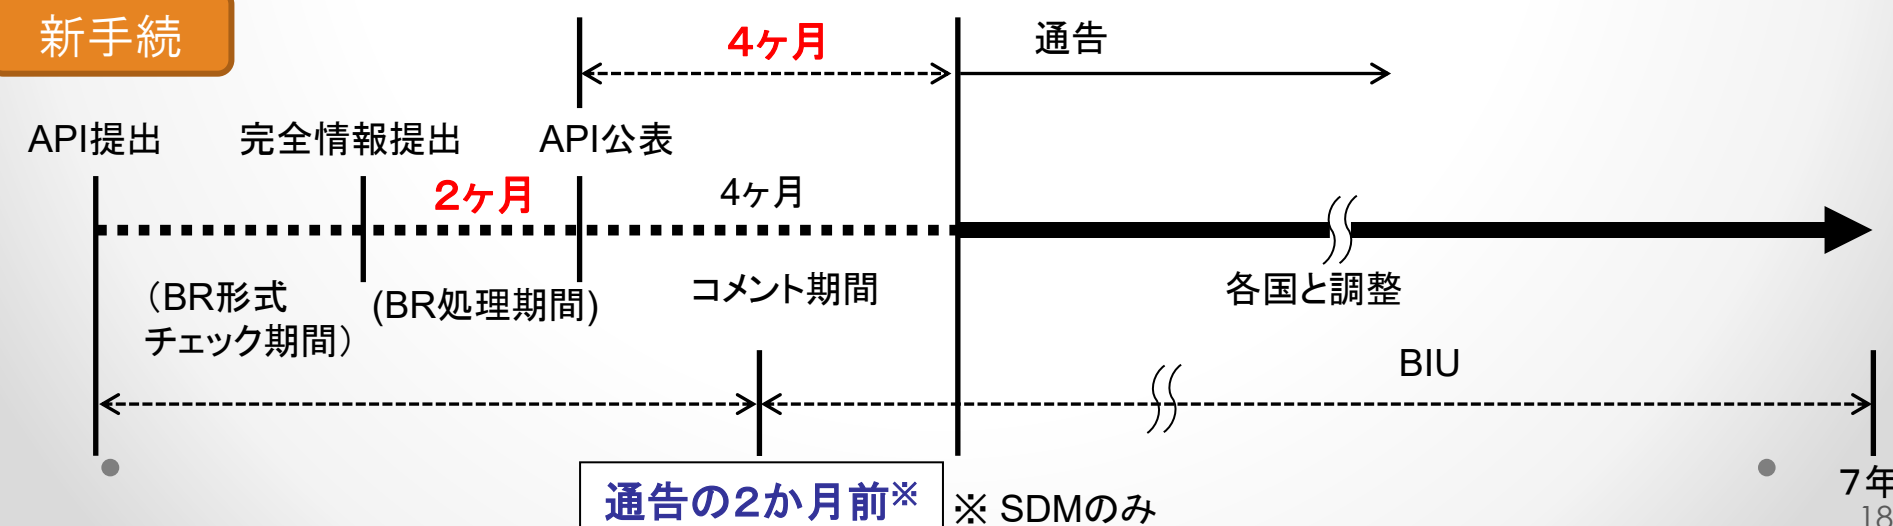 新手続
4ヶ月
通告
API提出
完全情報提出
API公表
2ヶ月
4ヶ月
（BR形式
チェック期間）
(BR処理期間)
コメント期間
各国と調整
BIU
通告の2か月前※
※ SDMのみ
7年
18